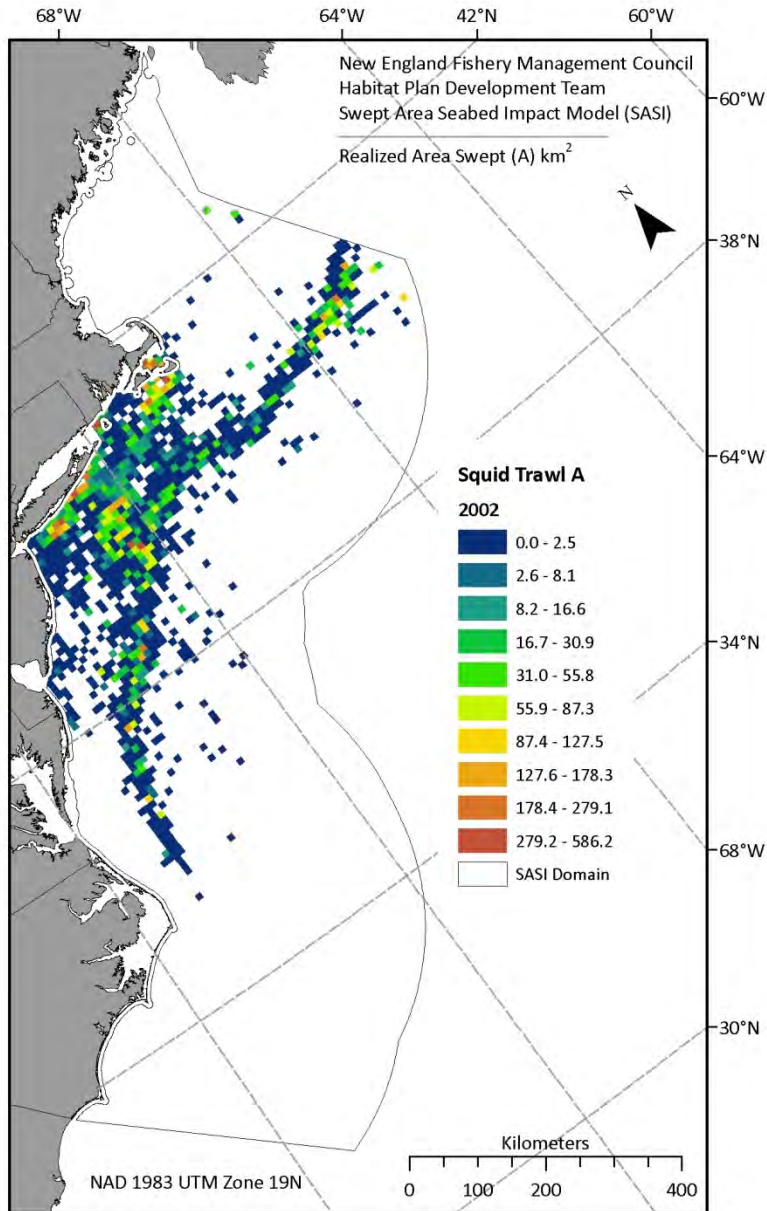 68°W 64°W 42°N 60°W
New England Fishery Management Council
Habitat Plan Development Team
Swept Area Seabed Impact Model (SASI)
Realized Area Swept (A) km²
60°W
N
38°N
64°W
Squid Trawl A
2002
0.0 - 2.5
2.6 - 8.1
8.2 - 16.6
16.7 - 30.9
31.0 - 55.8
55.9 - 87.3
87.4 - 127.5
127.6 - 178.3
178.4 - 279.1
279.2 - 586.2
SASI Domain
34°N
68°W
30°N
Kilometers
0 100 200 400
NAD 1983 UTM Zone 19N